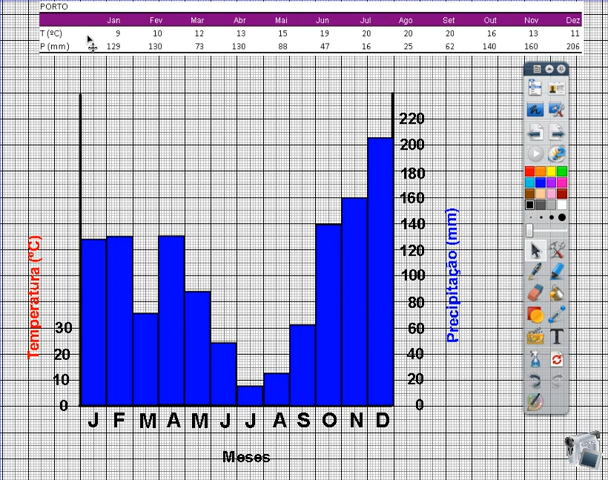 PORTO
Jan Fev Mar Abr Mai Jun Jul Ago Set Out Nov Dez
T (ºC) 9 10 12 13 15 19 20 20 20 16 13 11
P (mm) 129 130 73 130 88 47 16 25 62 140 160 206
220
200
180
160
140
120
100
80
30 60
20 40
10 20
0 0
Temperatura (ºC)
Precipitação (mm)
J F M A M J J A S O N D
Meses
T